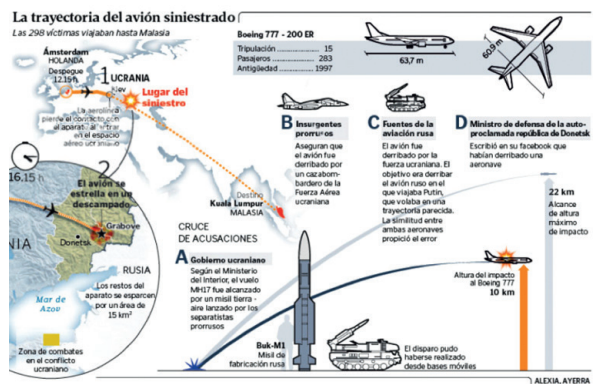 La trayectoria del avión siniestrado
Las 298 víctimas viajaban hasta Malasia
Ámsterdam
HOLANDA
Despegue
12.15 h.
1
UCRANIA
Kiev
Lugar del
siniestro
La aerolínea
pierde el contacto con
el aparato al entrar
en el espacio
aéreo ucraniano
Boeing 777 - 200 ER
Tripulación 15
Pasajeros 283
Antigüedad 1997
63,7 m
60,9 m
16.15 h.
2
El avión se
estrella en un
descampado
Grabove
Donetsk
RUSIA
Los restos del
aparato se esparcen
por un área de
15 km²
Mar de
Azov
Zona de combates
en el conflicto
ucraniano
Destino
Kuala Lumpur
MALASIA
CRUCE
DE ACUSACIONES
A Gobierno ucraniano
Según el Ministerio
del Interior, el vuelo
MH17 fue alcanzado
por un misil tierra -
aire lanzado por los
separatistas
prorrusos
B Insurgentes
prorrusos
Aseguran que
el avión fue
derribado por
un cazabom-
bardero de la
Fuerza Aérea
ucraniana
C Fuentes de la
aviación rusa
El avión fue
derribado por la
fuerza ucraniana. El
objetivo era derribar
el avión ruso en el
que viajaba Putin,
que volaba en una
trayectoria parecida.
La similitud entre
ambas aeronaves
propició el error
D Ministro de defensa de la auto-
proclamada república de Donetsk
Escribió en su facebook que
habían derribado una
aeronave
22 km
Alcance
de altura
máximo
de impacto
Altura del impacto
al Boeing 777
10 km
Buk-M1
Misil de
fabricación rusa
El disparo pudo
haberse realizado
desde bases móviles
ALEXIA, AYERRA